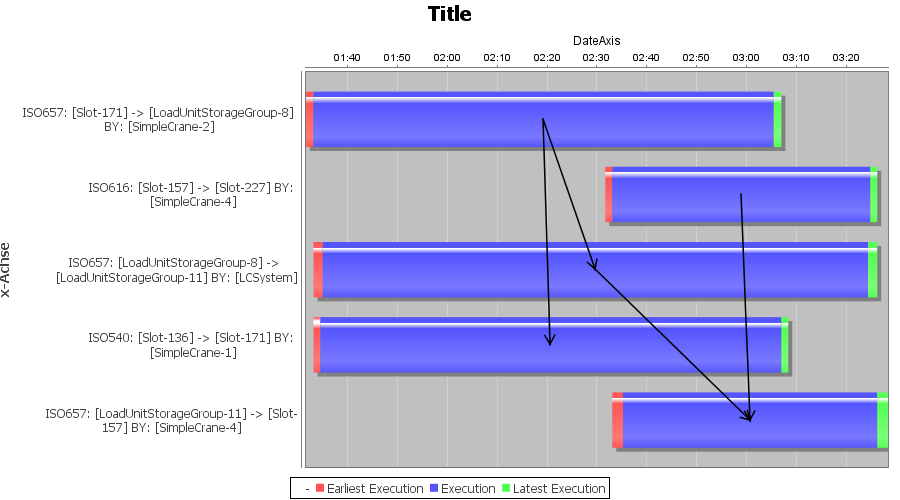 Title
DateAxis
01:40 01:50 02:00 02:10 02:20 02:30 02:40 02:50 03:00 03:10 03:20
x-Achse
ISO657: [Slot-171] -> [LoadUnitStorageGroup-8]
BY: [SimpleCrane-2]
ISO616: [Slot-157] -> [Slot-227] BY:
[SimpleCrane-4]
ISO657: [LoadUnitStorageGroup-8] ->
[LoadUnitStorageGroup-11] BY: [LCSystem]
ISO540: [Slot-136] -> [Slot-171] BY:
[SimpleCrane-1]
ISO657: [LoadUnitStorageGroup-11] -> [Slot-
157] BY: [SimpleCrane-4]
- Earliest Execution Execution Latest Execution